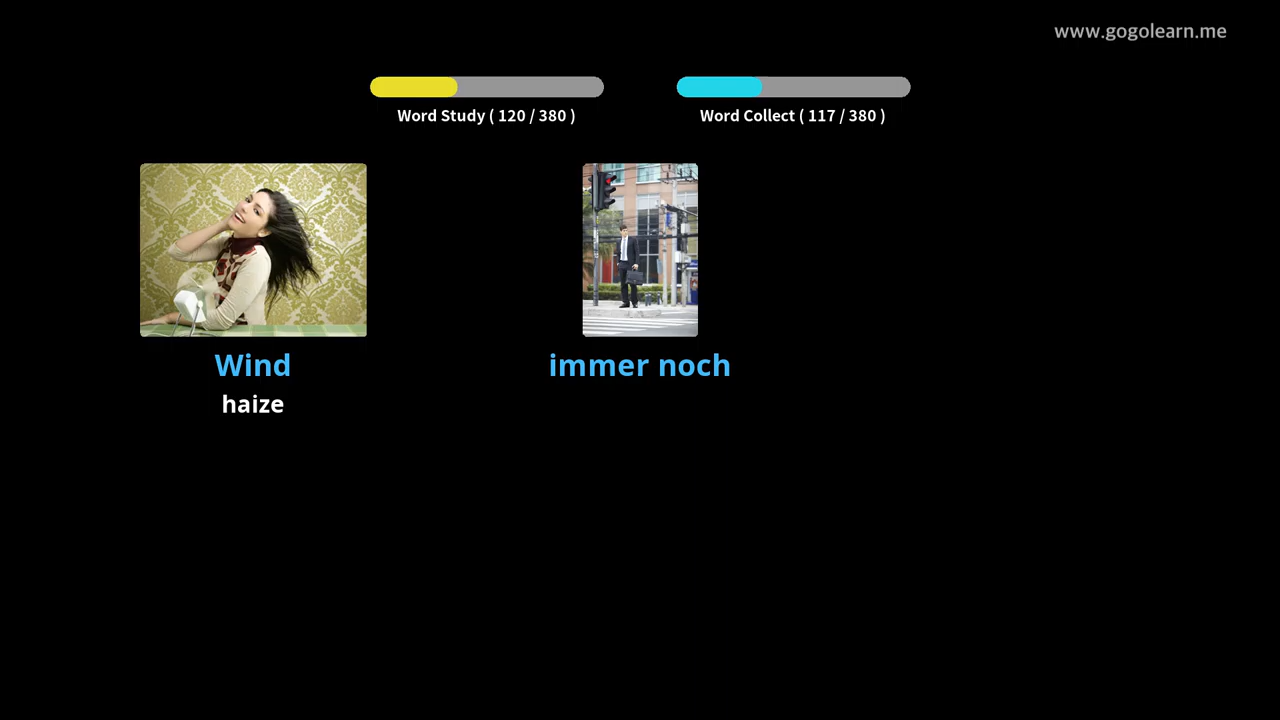 www.gogolearn.me
Word Study ( 120 / 380 )
Word Collect ( 117 / 380 )
Wind
haize
immer noch